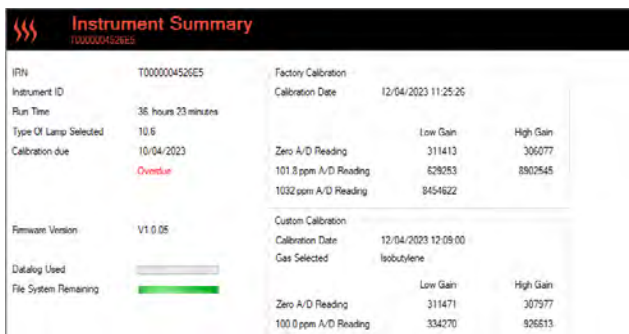 Instrument Summary
T0000004526E5
IRN T0000004526E5
Instrument ID
Run Time 36 hours 23 minutes
Type Of Lamp Selected 10.6
Calibration due 10/04/2023
Overdue
Firmware Version V1.0.05
Datalog Used
File System Remaining
Factory Calibration
Calibration Date 12/04/2023 11:25:26
Low Gain High Gain
Zero A/D Reading 311413 306077
101.8 ppm A/D Reading 629253 8902545
1032 ppm A/D Reading 8454622
Custom Calibration
Calibration Date 12/04/2023 12:09:00
Gas Selected Isobutylene
Low Gain High Gain
Zero A/D Reading 311471 307977
100.0 ppm A/D Reading 334270 926613